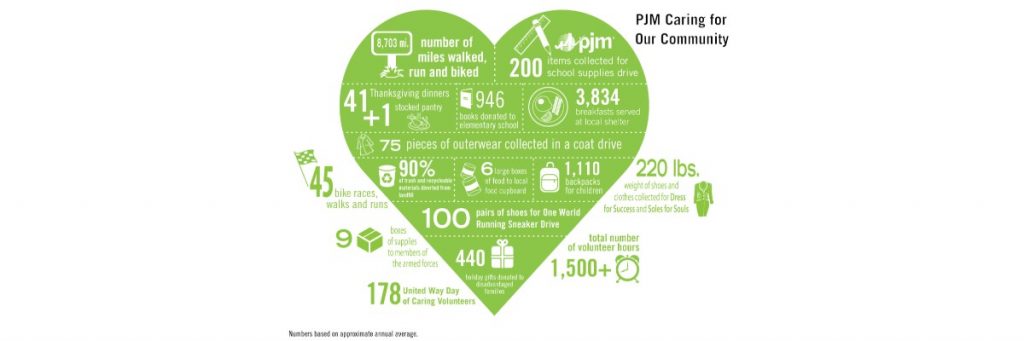 PJM Caring for
Our Community
8,703 mi.
number of
miles walked,
run and biked
pjm
200 items collected for
school supplies drive
41
+1
Thanksgiving dinners
stocked pantry
946
books donated to
elementary school
3,834
breakfasts served
at local shelter
75 pieces of outerwear collected in a coat drive
45 bike races,
walks and runs
90%
of trash and recycleable
materials diverted from
landfill
6 large boxes
of food to local
food cupboard
1,110
backpacks
for children
220 lbs.
weight of shoes and
clothes collected for Dress
for Success and Soles for Souls
100 pairs of shoes for One World
Running Sneaker Drive
9 boxes
of supplies
to members of
the armed forces
440
holiday gifts donated to
disadvantaged
families
total number
of volunteer hours
1,500+
178 United Way Day
of Caring Volunteers
Numbers based on approximate annual average.